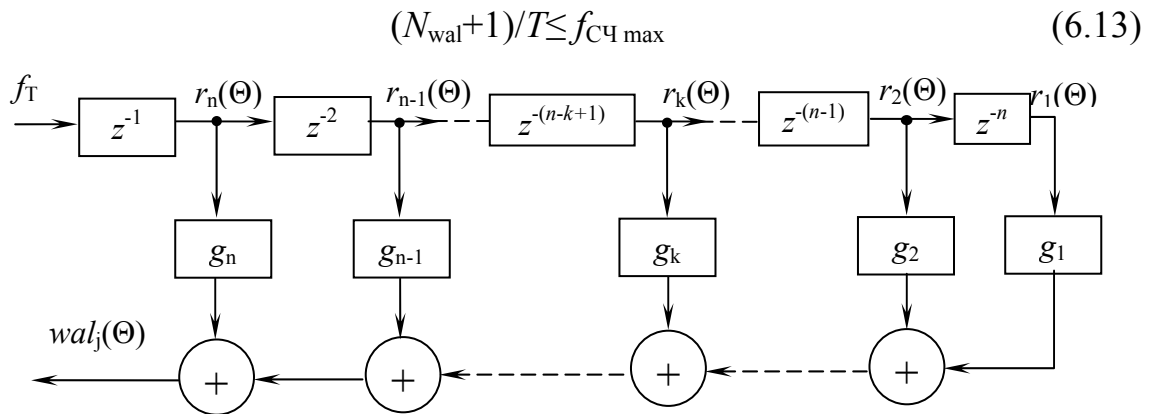 (N_wal+1)/T≤ f_СЧ max (6.13)
f_T r_n(Θ) r_n-1(Θ) r_k(Θ) r_2(Θ) r_1(Θ)
z^-1 z^-2 z^-(n-k+1) z^-(n-1) z^-n
g_n g_n-1 g_k g_2 g_1
wal_j(Θ)
+ + + +